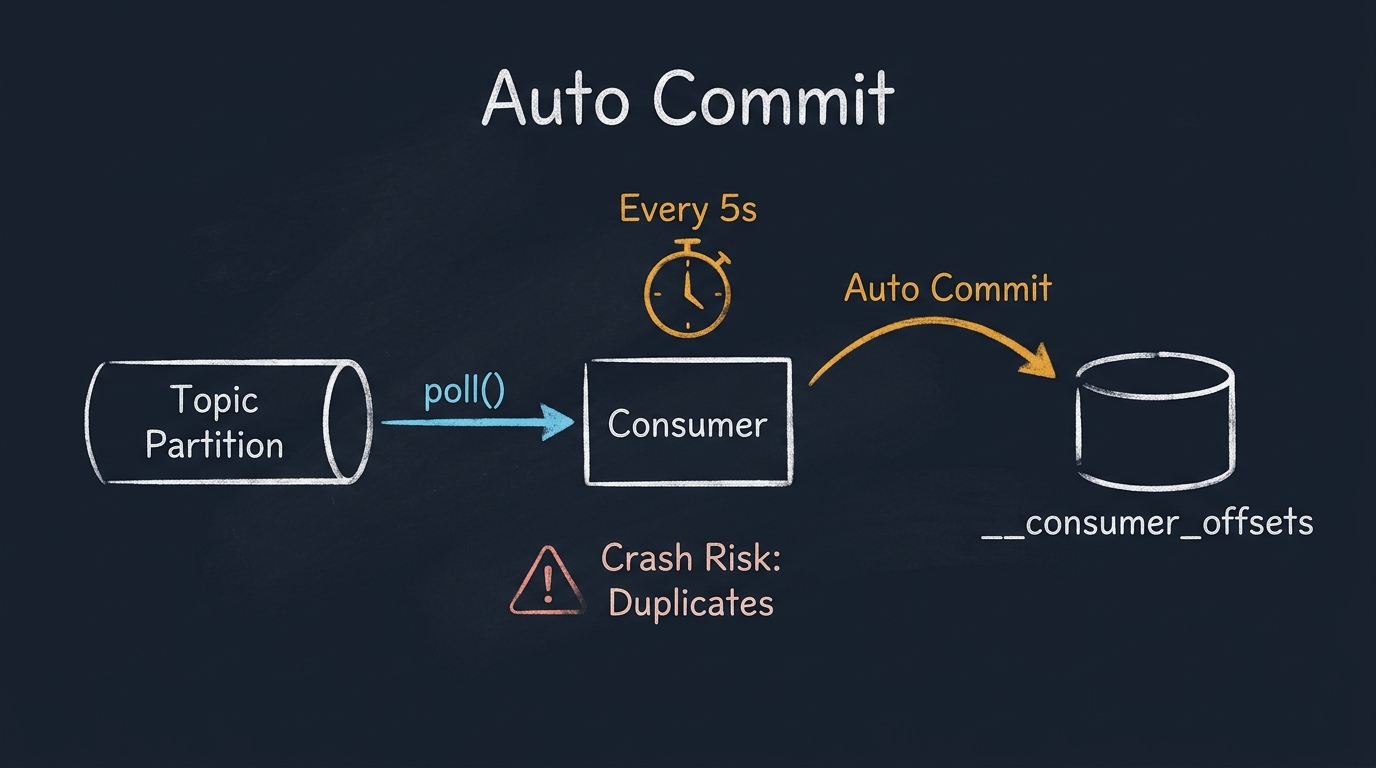 Auto Commit
Every 5s
Auto Commit
Topic
Partition
poll()
Consumer
__consumer_offsets
Crash Risk:
Duplicates